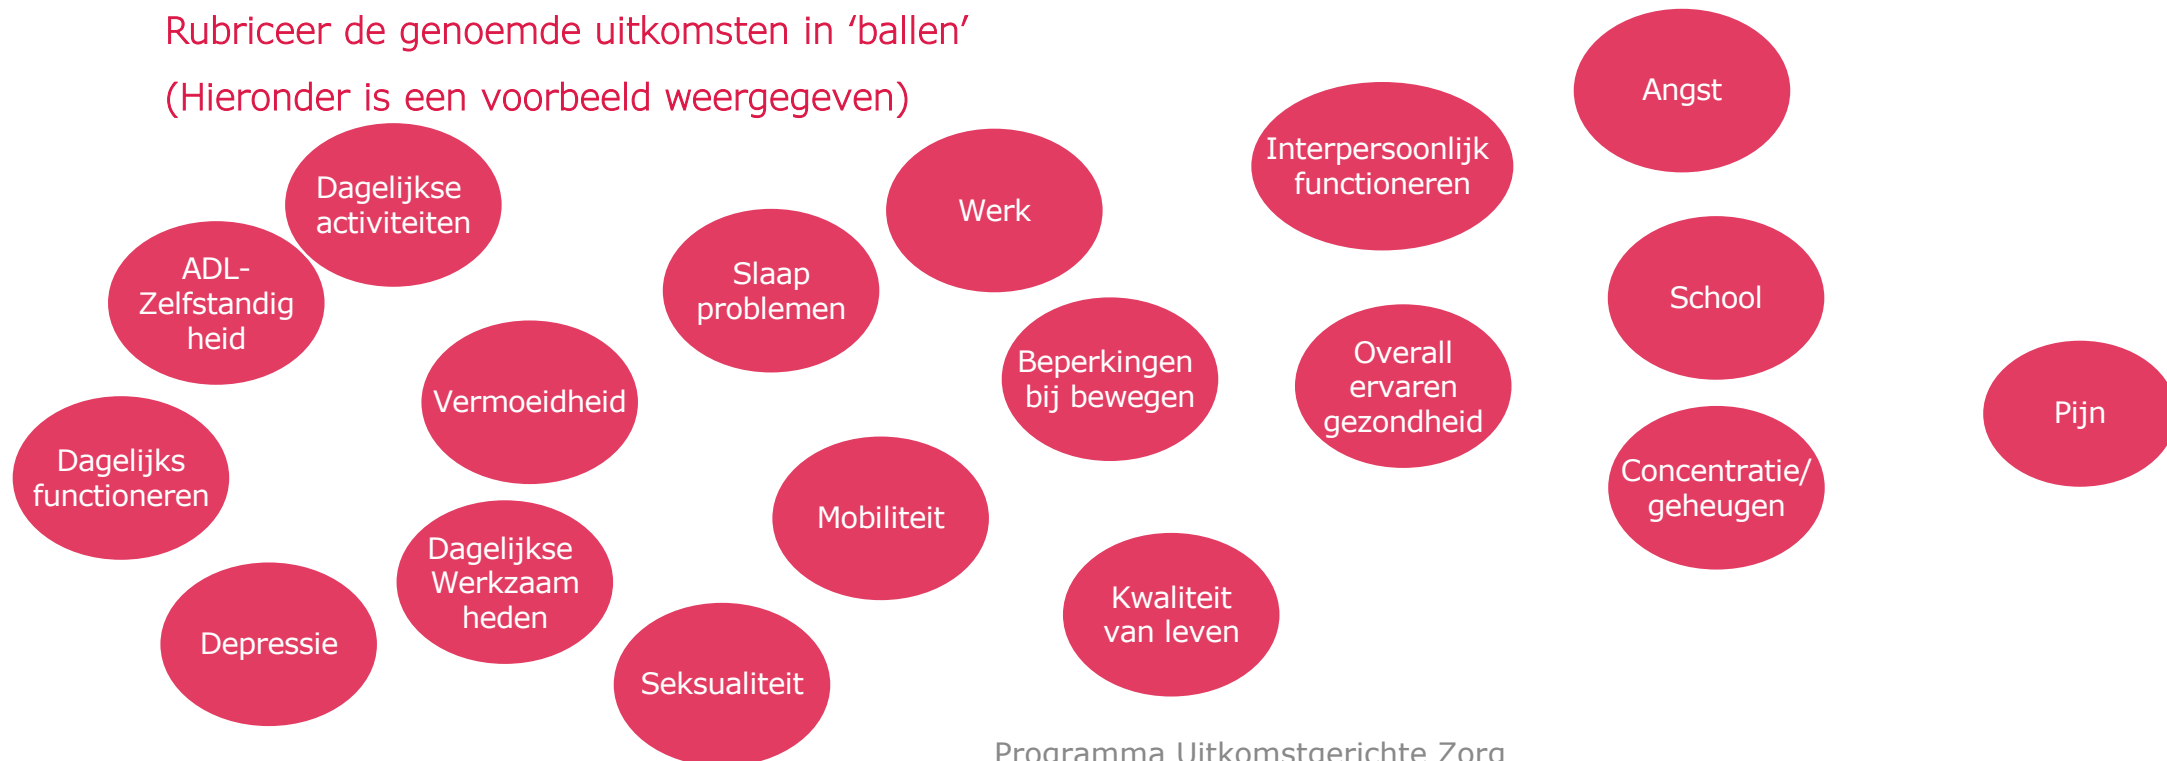 Rubriceer de genoemde uitkomsten in ‘ballen’
(Hieronder is een voorbeeld weergegeven)
Angst
Interpersoonlijk
functioneren
Dagelijkse
activiteiten
Werk
ADL-
Zelfstandig
heid
Slaap
problemen
School
Beperkingen
bij bewegen
Overall
ervaren
gezondheid
Vermoeidheid
Pijn
Dagelijks
functioneren
Concentratie/
geheugen
Mobiliteit
Dagelijkse
Werkzaam
heden
Kwaliteit
van leven
Depressie
Seksualiteit
Programma Uitkomstgerichte Zorg